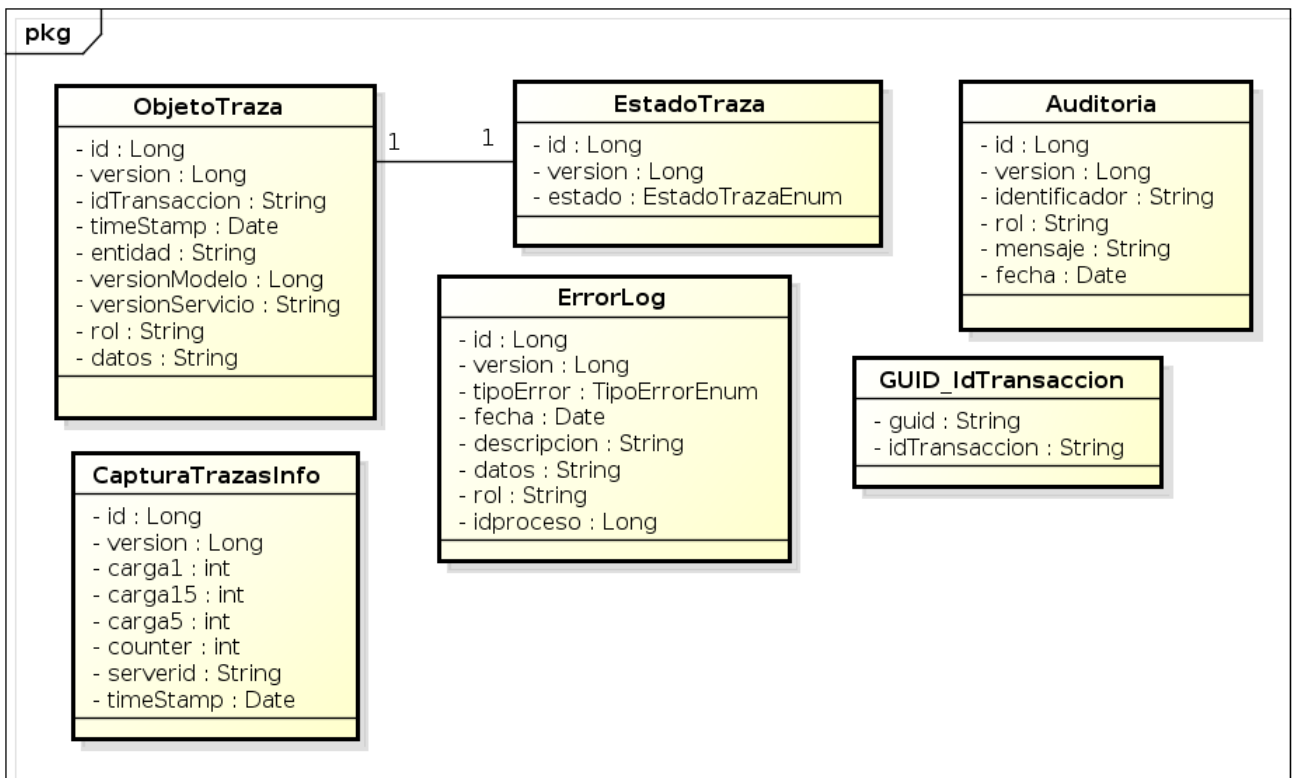 pkg
ObjetoTraza
- id : Long
- version : Long
- idTransaccion : String
- timeStamp : Date
- entidad : String
- versionModelo : Long
- versionServicio : String
- rol : String
- datos : String
1
1
EstadoTraza
- id : Long
- version : Long
- estado : EstadoTrazaEnum
Auditoria
- id : Long
- version : Long
- identificador : String
- rol : String
- mensaje : String
- fecha : Date
ErrorLog
- id : Long
- version : Long
- tipoError : TipoErrorEnum
- fecha : Date
- descripcion : String
- datos : String
- rol : String
- idproceso : Long
GUID_IdTransaccion
- guid : String
- idTransaccion : String
CapturaTrazasInfo
- id : Long
- version : Long
- carga1 : int
- carga15 : int
- carga5 : int
- counter : int
- serverid : String
- timeStamp : Date